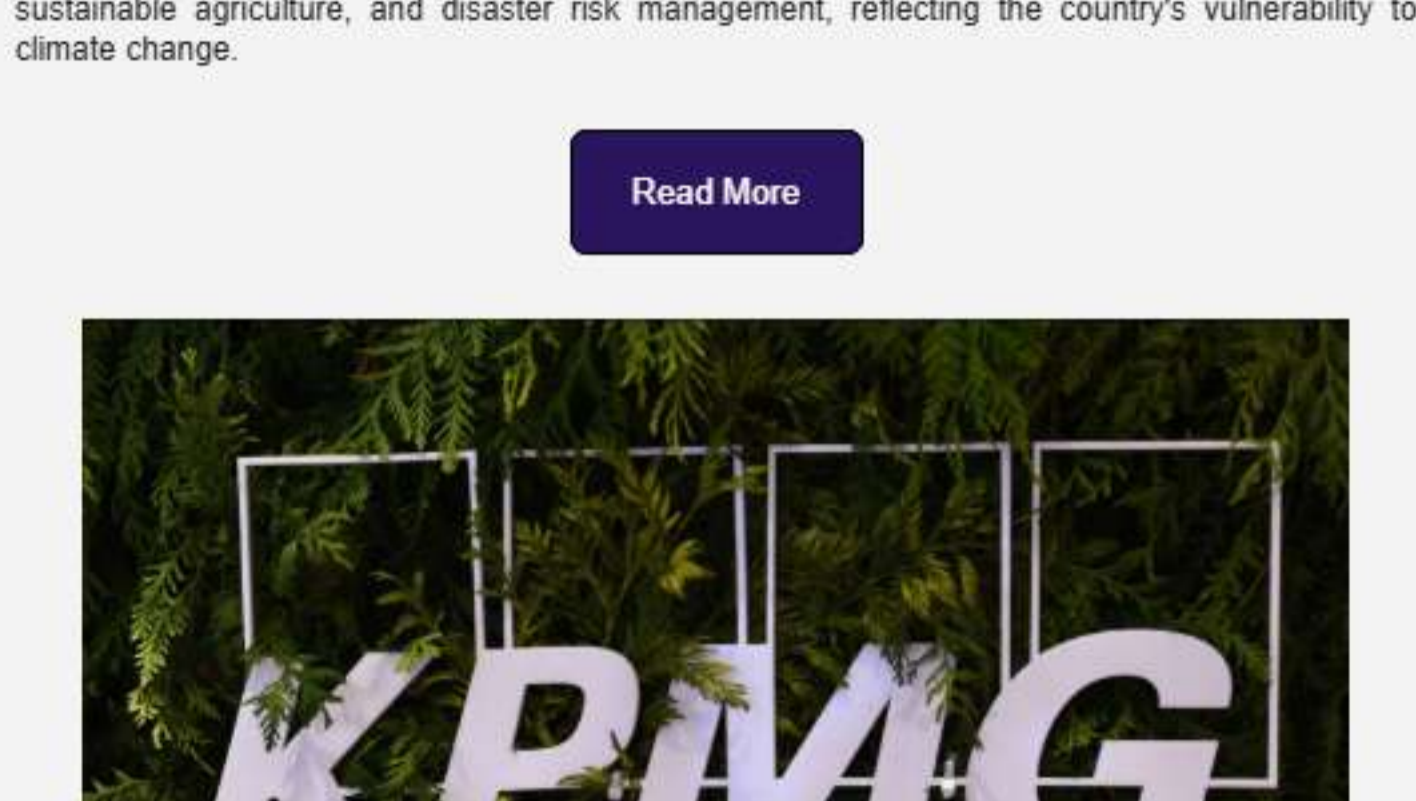 sustainable agriculture, and disaster risk management, reflecting the country's vulnerability to
climate change.
Read More
KPMG